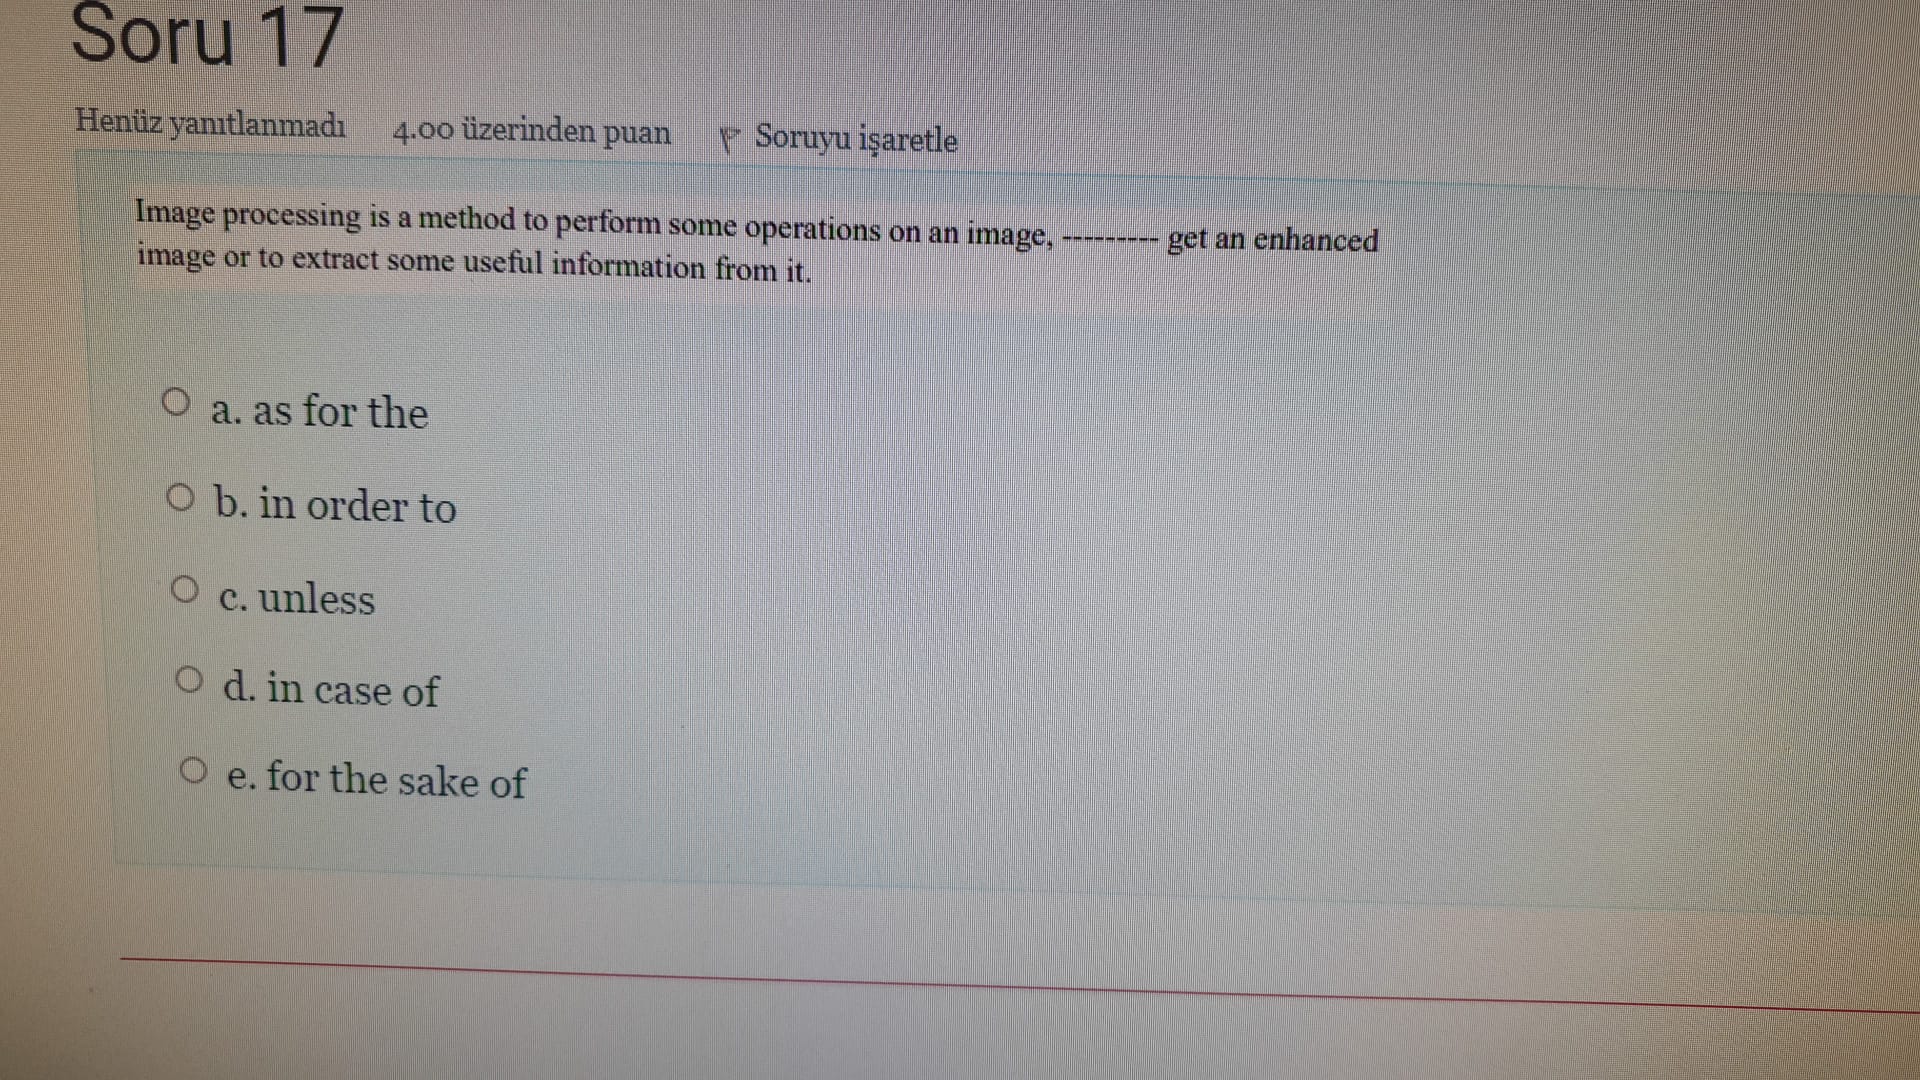 Soru 17
Henüz yanıtlanmadı 4.00 üzerinden puan Soruyu işaretle
Image processing is a method to perform some operations on an image, --------- get an enhanced
image or to extract some useful information from it.
a. as for the
b. in order to
c. unless
d. in case of
e. for the sake of